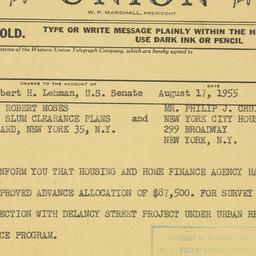 UNION
W. P. MARSHALL, PRESIDENT
OLD. TYPE OR WRITE MESSAGE PLAINLY WITHIN THE
USE DARK INK OR PENCIL
terms of the Western Union Telegraph Company, which are hereby agreed to
CHARGE TO THE ACCOUNT OF DATE
bert H. Lehman, U.S. Senate August 17, 1955
ROBERT MOSES MR. PHILIP J. CRU
SLUM CLEARANCE PLANS and NEW YORK CITY HOUS
AND, NEW YORK 35, N.Y. 299 BROADWAY
NEW YORK, N.Y.
NFORM YOU THAT HOUSING AND HOME FINANCE AGENCY HA
PROVED ADVANCE ALLOCATION OF $87,500. FOR SURVEY
ECTION WITH DELANCY STREET PROJECT UNDER URBAN RE
CE PROGRAM.